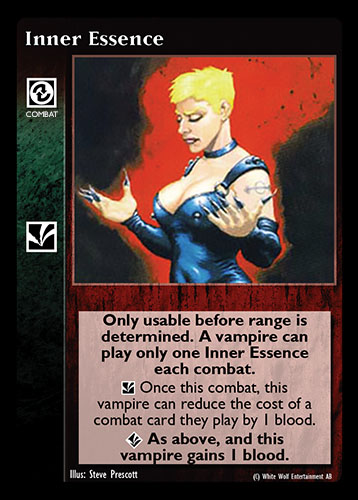 Inner Essence
COMBAT
Only usable before range is
determined. A vampire can
play only one Inner Essence
each combat.
Once this combat, this
vampire can reduce the cost of a
combat card they play by 1 blood.
As above, and this
vampire gains 1 blood.
Illus: Steve Prescott
(C) White Wolf Entertainment AB